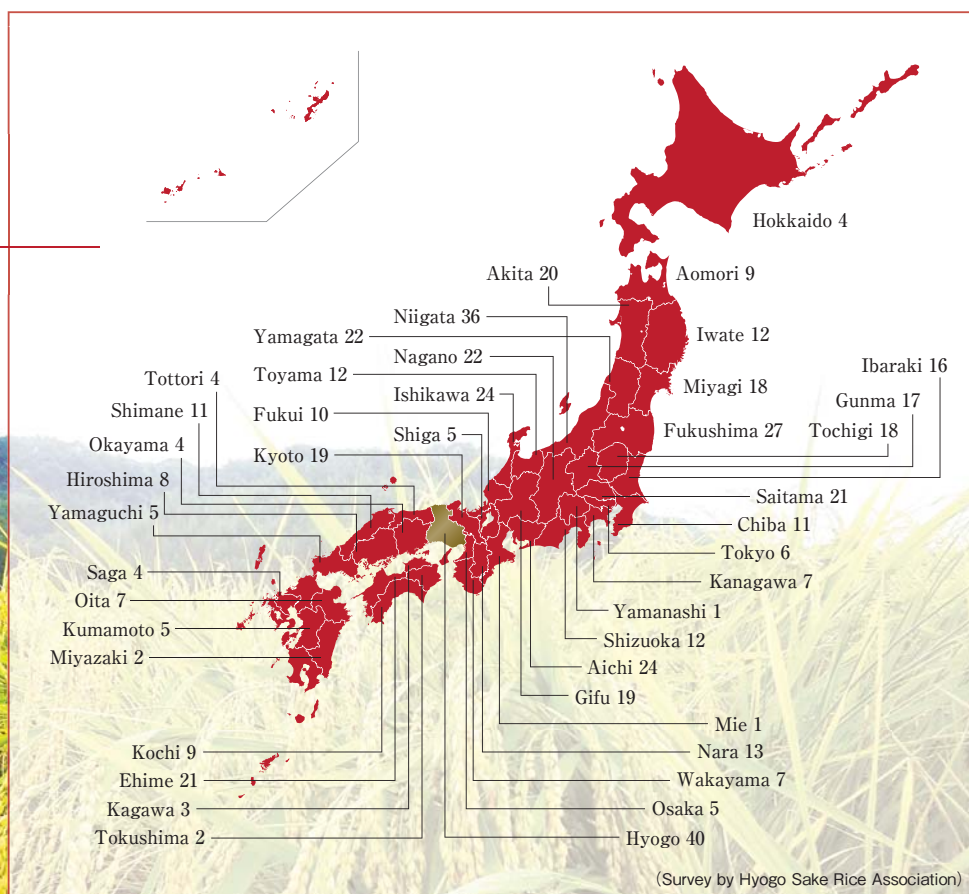 Hokkaido 4
Akita 20
Aomori 9
Niigata 36
Yamagata 22
Iwate 12
Nagano 22
Ibaraki 16
Tottori 4
Toyama 12
Miyagi 18
Ishikawa 24
Gunma 17
Shimane 11
Fukui 10
Tochigi 18
Shiga 5
Fukushima 27
Okayama 4
Kyoto 19
Hiroshima 8
Saitama 21
Yamaguchi 5
Chiba 11
Tokyo 6
Saga 4
Kanagawa 7
Oita 7
Yamanashi 1
Kumamoto 5
Shizuoka 12
Miyazaki 2
Aichi 24
Gifu 19
Mie 1
Kochi 9
Nara 13
Ehime 21
Wakayama 7
Kagawa 3
Osaka 5
Tokushima 2
Hyogo 40
(Survey by Hyogo Sake Rice Association)